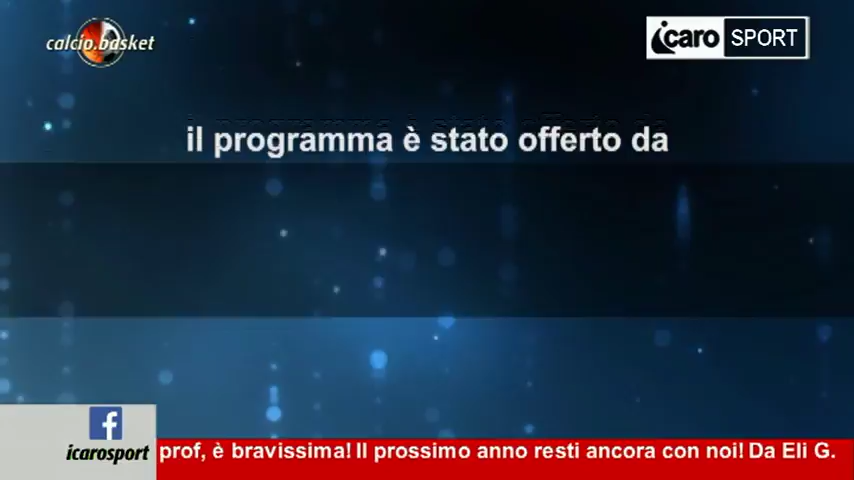 calcio.basket
icaro SPORT
il programma è stato offerto da
icarosport
prof, è bravissima! Il prossimo anno resti ancora con noi! Da Eli G.